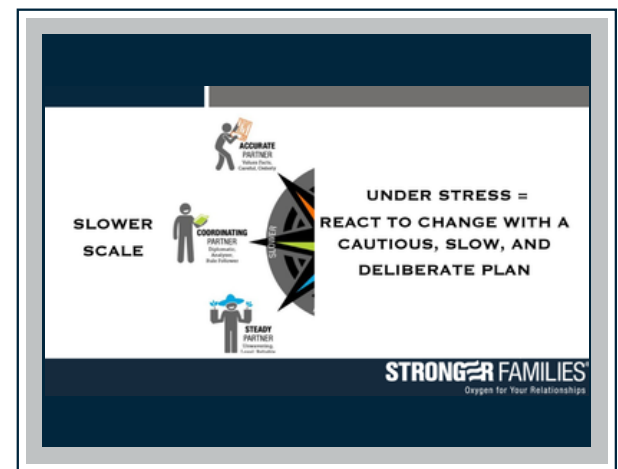 ACCURATE
PARTNER
Values Facts,
Careful, Orderly
SLOWER
SCALE
COORDINATING
PARTNER
Diplomatic,
Analyzer,
Rule Follower
SLOWER
STEADY
PARTNER
Unwavering,
Loyal, Reliable
UNDER STRESS =
REACT TO CHANGE WITH A
CAUTIOUS, SLOW, AND
DELIBERATE PLAN
STRONGER FAMILIES®
Oxygen for Your Relationships